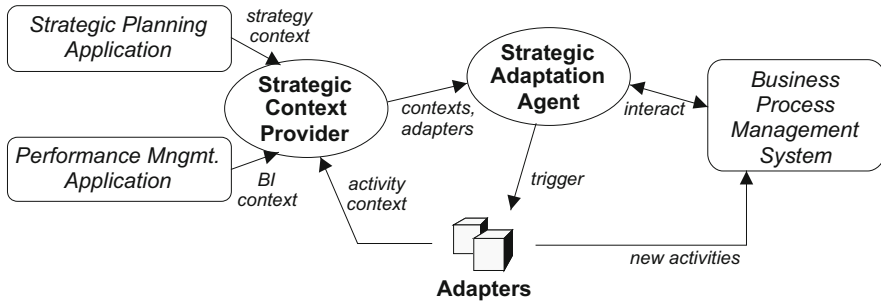 Strategic Planning
Application
strategy
context
Strategic
Context
Provider
Performance Mngmt.
Application
BI
context
activity
context
contexts,
adapters
Strategic
Adaptation
Agent
interact
Business
Process
Management
System
trigger
new activities
Adapters